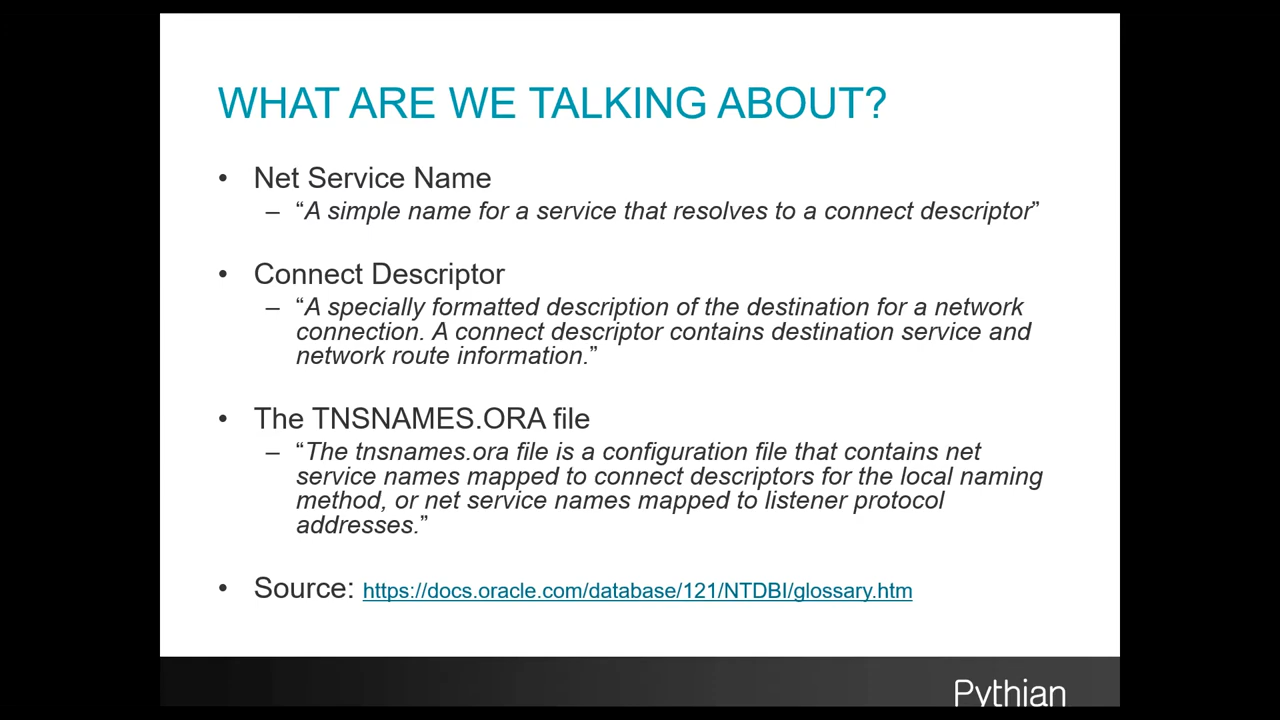 WHAT ARE WE TALKING ABOUT?
• Net Service Name
– “A simple name for a service that resolves to a connect descriptor”
• Connect Descriptor
– “A specially formatted description of the destination for a network
connection. A connect descriptor contains destination service and
network route information.”
• The TNSNAMES.ORA file
– “The tnsnames.ora file is a configuration file that contains net
service names mapped to connect descriptors for the local naming
method, or net service names mapped to listener protocol
addresses.”
• Source: https://docs.oracle.com/database/121/NTDBI/glossary.htm
Pythian